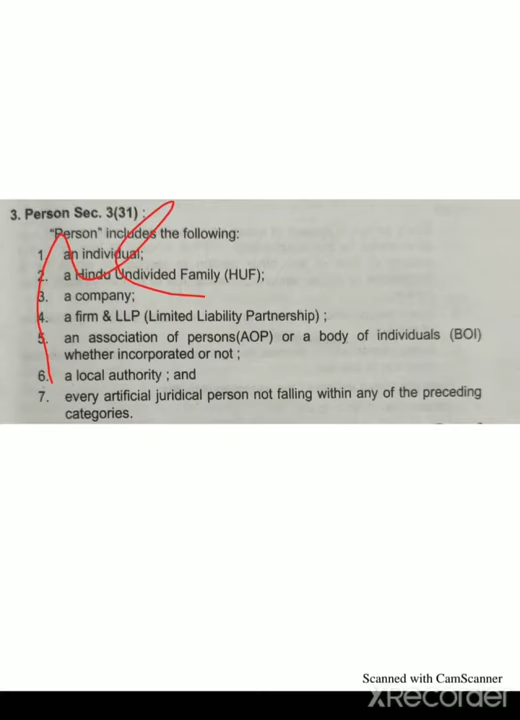 3. Person Sec. 3(31) :
"Person" includes the following:
1. an individual;
2. a Hindu Undivided Family (HUF);
3. a company;
4. a firm & LLP (Limited Liability Partnership) ;
5. an association of persons(AOP) or a body of individuals (BOI)
whether incorporated or not ;
6. a local authority ; and
7. every artificial juridical person not falling within any of the preceding
categories.
Scanned with CamScanner
XRecorder